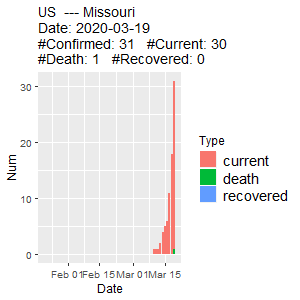 US --- Missouri
Date: 2020-03-19
#Confirmed: 31 #Current: 30
#Death: 1 #Recovered: 0
30
20
10
0
Num
Feb 01 Feb 15 Mar 01 Mar 15
Date
Type
current
death
recovered